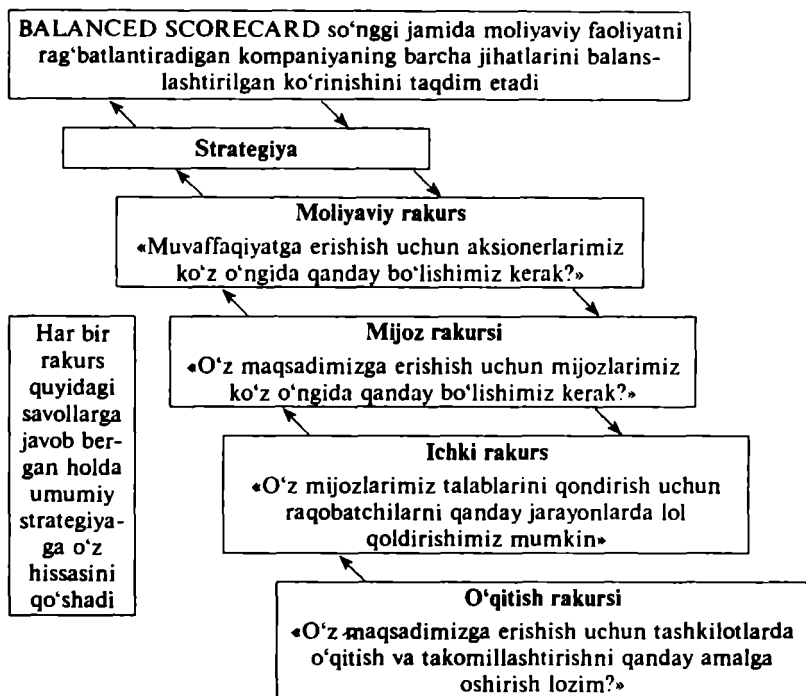 BALANCED SCORECARD so‘nggi jamida moliyaviy faoliyatni
rag‘batlantiradigan kompaniyaning barcha jihatlarini balans-
lashtirilgan ko‘rinishini taqdim etadi
Strategiya
Moliyaviy rakurs
«Muvaffaqiyatga erishish uchun aksionerlarimiz
ko‘z o‘ngida qanday bo‘lishimiz kerak?»
Mijoz rakursi
«O‘z maqsadimizga erishish uchun mijozlarimiz
ko‘z o‘ngida qanday bo‘lishimiz kerak?»
Ichki rakurs
«O‘z mijozlarimiz talablarini qondirish uchun
raqobatchilarni qanday jarayonlarda lol
qoldirishimiz mumkin»
O‘qitish rakursi
«O‘z maqsadimizga erishish uchun tashkilotlarda
o‘qitish va takomillashtirishni qanday amalga
oshirish lozim?»
Har bir
rakurs
quyidagi
savollarga
javob ber-
gan holda
umumiy
strategiya-
ga o‘z
hissasini
qo‘shadi